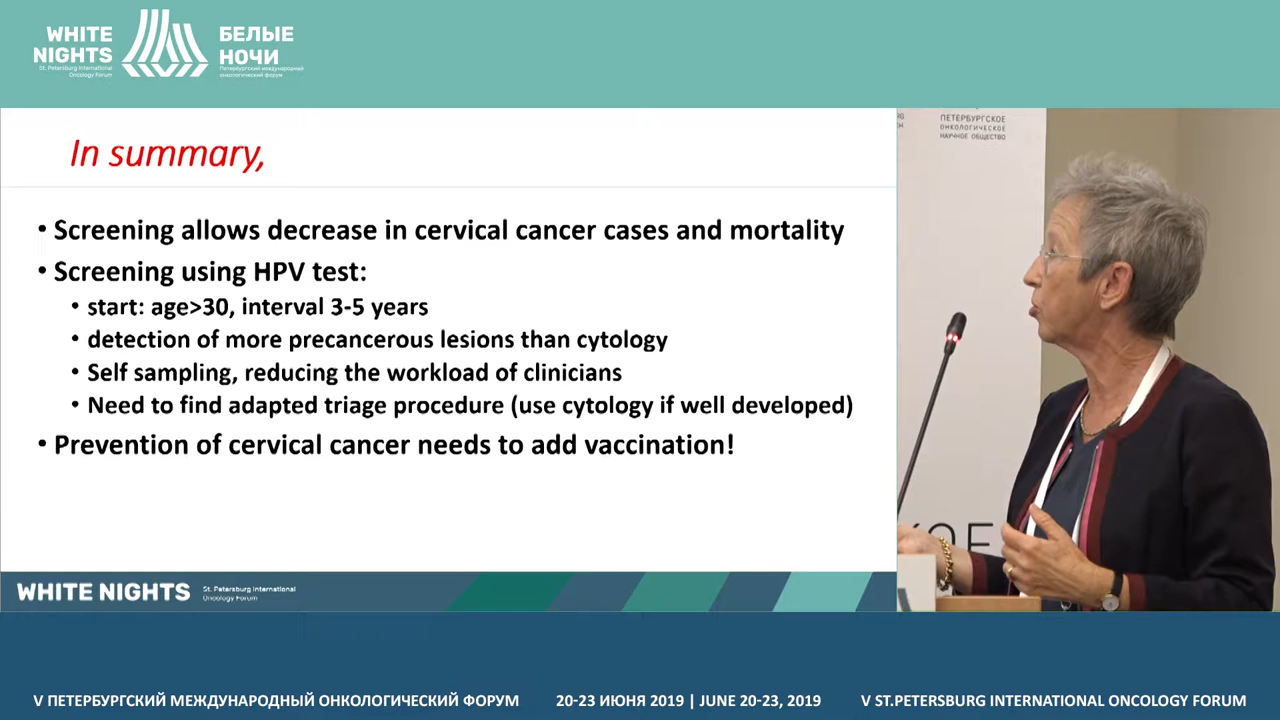 WHITE
NIGHTS
St. Petersburg International
Oncology Forum
БЕЛЫЕ
НОЧИ
Петербургский международный
онкологический форум
In summary,
• Screening allows decrease in cervical cancer cases and mortality
• Screening using HPV test:
• start: age>30, interval 3-5 years
• detection of more precancerous lesions than cytology
• Self sampling, reducing the workload of clinicians
• Need to find adapted triage procedure (use cytology if well developed)
• Prevention of cervical cancer needs to add vaccination!
WHITE NIGHTS
St. Petersburg International
Oncology Forum
ПЕТЕРБУРГСКОЕ
ОНКОЛОГИЧЕСКОЕ
НАУЧНОЕ ОБЩЕСТВО
V ПЕТЕРБУРГСКИЙ МЕЖДУНАРОДНЫЙ ОНКОЛОГИЧЕСКИЙ ФОРУМ
20-23 ИЮНЯ 2019 | JUNE 20-23, 2019
V ST.PETERSBURG INTERNATIONAL ONCOLOGY FORUM